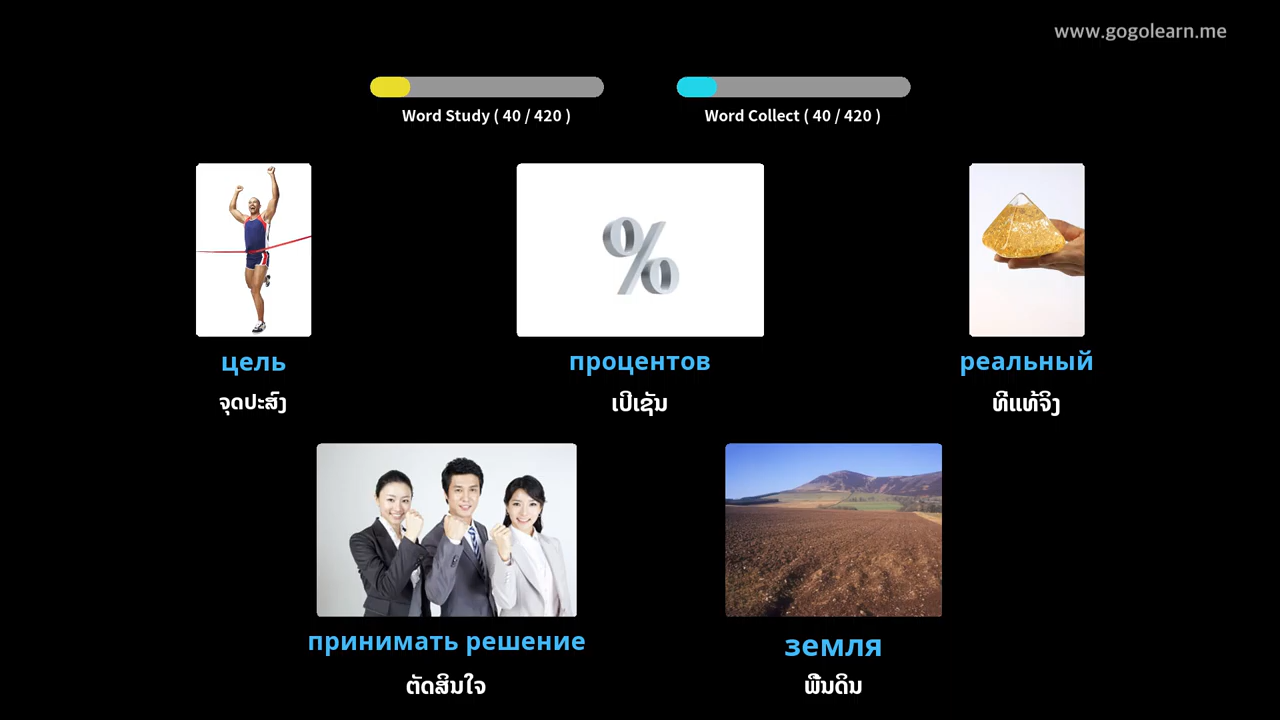 www.gogolearn.me
Word Study ( 40 / 420 )
Word Collect ( 40 / 420 )
%
цель
процентов
реальный
ຈຸດປະສົງ
ເປີເຊັນ
ທີ່ແທ້ຈິງ
принимать решение
земля
ຕັດສິນໃຈ
ພື້ນດິນ